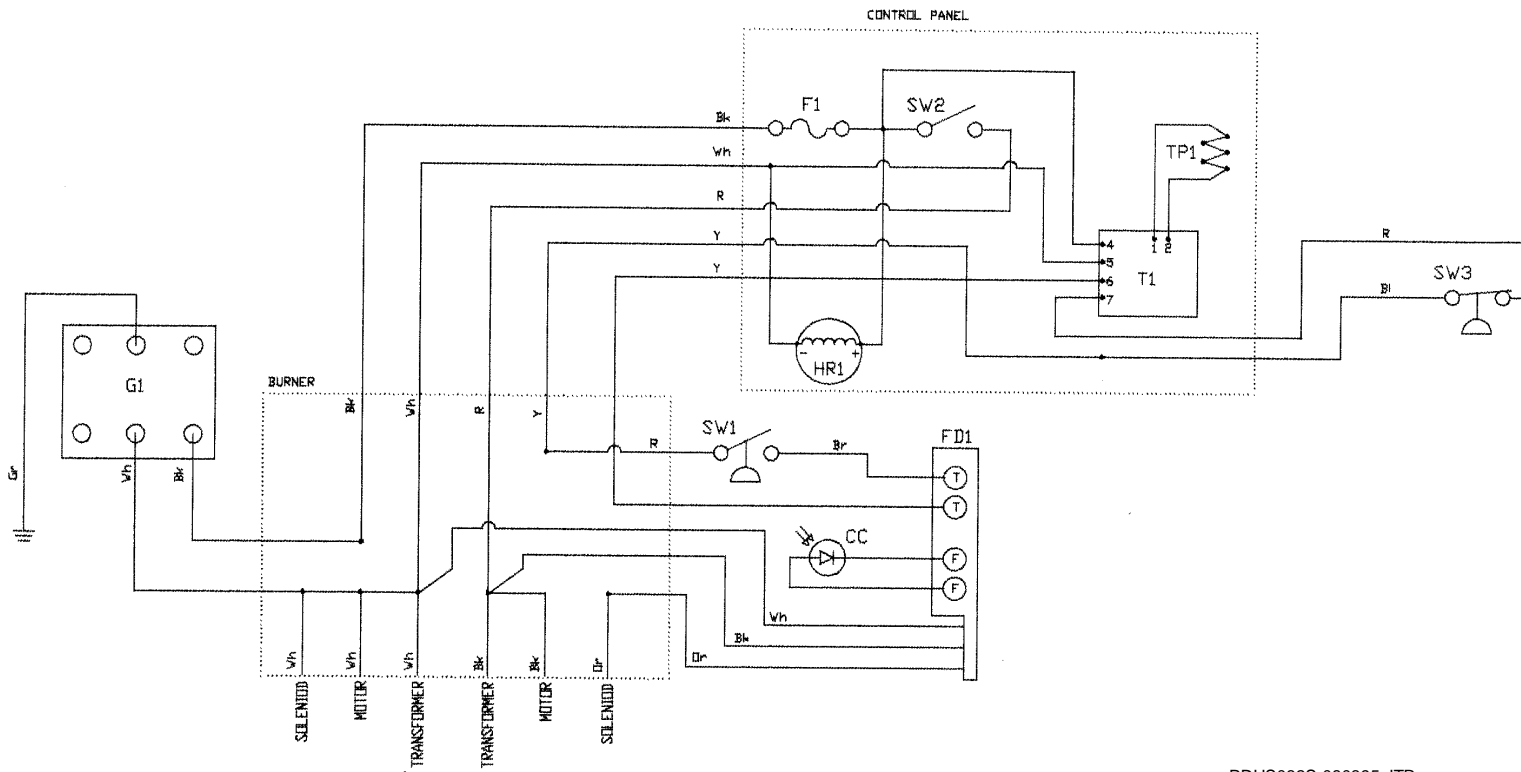 CONTROL PANEL
F1
SW2
Bk
Wh
TP1
R
Y
Y
4
5
6
7
1 2
T1
R
SW3
Bl
- +
HR1
G1
BURNER
Bk
Wh
R
Y
Gr
Wh
Bk
R
SW1
Br
FD1
T
T
CC
F
F
Wh
Bk
Or
Wh
Wh
Wh
Bk
Bk
Or
SOLENIOD
MOTOR
TRANSFORMER
TRANSFORMER
MOTOR
SOLENIOD